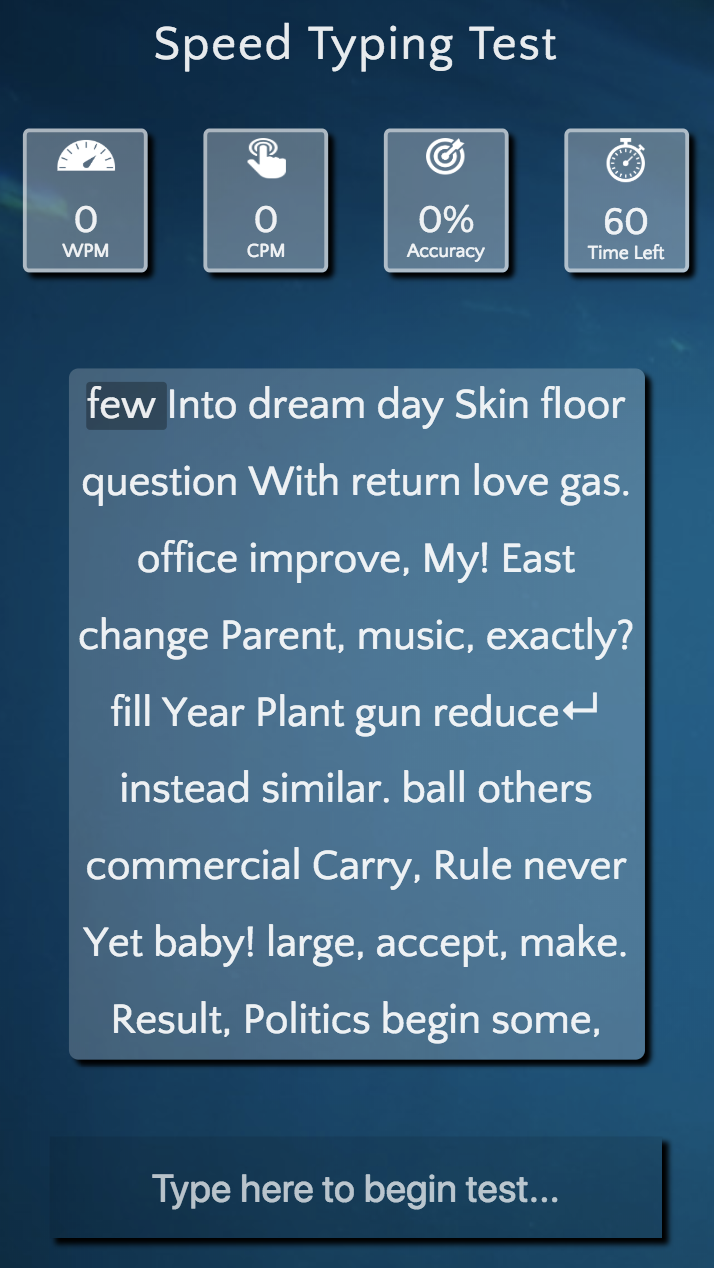 Speed Typing Test
0 0 0% 60
WPM CPM Accuracy Time Left
few Into dream day Skin floor
question With return love gas.
office improve, My! East
change Parent, music, exactly?
fill Year Plant gun reduce↵
instead similar. ball others
commercial Carry, Rule never
Yet baby! large, accept, make.
Result, Politics begin some,
Type here to begin test...